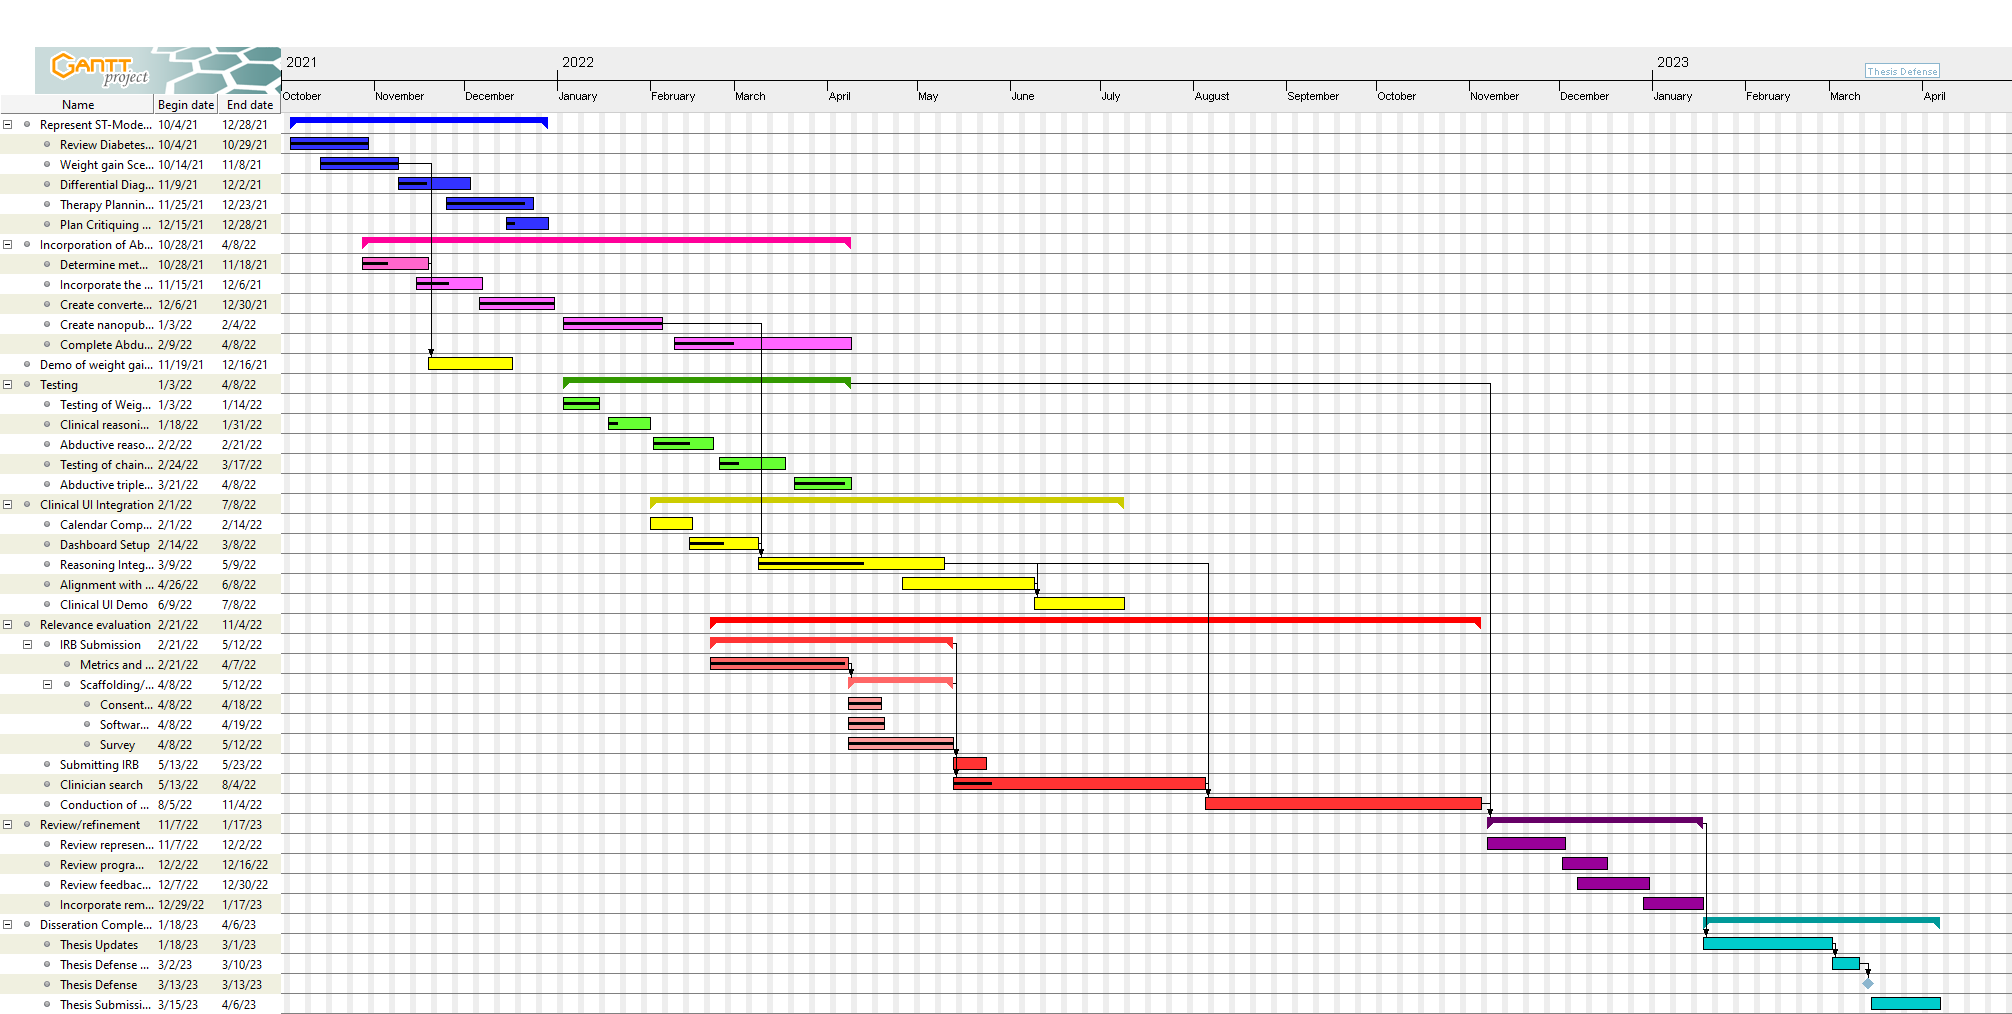 GANTT
project
2021 2022 2023
Thesis Defense
October November December January February March April May June July August September October November December January February March April
Name Begin date End date
Represent ST-Mode... 10/4/21 12/28/21
Review Diabetes... 10/4/21 10/29/21
Weight gain Sce... 10/14/21 11/8/21
Differential Diag... 11/9/21 12/2/21
Therapy Plannin... 11/25/21 12/23/21
Plan Critiquing ... 12/15/21 12/28/21
Incorporation of Ab... 10/28/21 4/8/22
Determine met... 10/28/21 11/18/21
Incorporate the ... 11/15/21 12/6/21
Create converte... 12/6/21 12/30/21
Create nanopub... 1/3/22 2/4/22
Complete Abdu... 2/9/22 4/8/22
Demo of weight gai... 11/19/21 12/16/21
Testing 1/3/22 4/8/22
Testing of Weig... 1/3/22 1/14/22
Clinical reasoni... 1/18/22 1/31/22
Abductive reaso... 2/2/22 2/21/22
Testing of chain... 2/24/22 3/17/22
Abductive triple... 3/21/22 4/8/22
Clinical UI Integration 2/1/22 7/8/22
Calendar Comp... 2/1/22 2/14/22
Dashboard Setup 2/14/22 3/8/22
Reasoning Integ... 3/9/22 5/9/22
Alignment with ... 4/26/22 6/8/22
Clinical UI Demo 6/9/22 7/8/22
Relevance evaluation 2/21/22 11/4/22
IRB Submission 2/21/22 5/12/22
Metrics and ... 2/21/22 4/7/22
Scaffolding/... 4/8/22 5/12/22
Consent... 4/8/22 4/18/22
Softwar... 4/8/22 4/19/22
Survey 4/8/22 5/12/22
Submitting IRB 5/13/22 5/23/22
Clinician search 5/13/22 8/4/22
Conduction of ... 8/5/22 11/4/22
Review/refinement 11/7/22 1/17/23
Review represen... 11/7/22 12/2/22
Review progra... 12/2/22 12/16/22
Review feedbac... 12/7/22 12/30/22
Incorporate rem... 12/29/22 1/17/23
Disseration Comple... 1/18/23 4/6/23
Thesis Updates 1/18/23 3/1/23
Thesis Defense ... 3/2/23 3/10/23
Thesis Defense 3/13/23 3/13/23
Thesis Submissi... 3/15/23 4/6/23